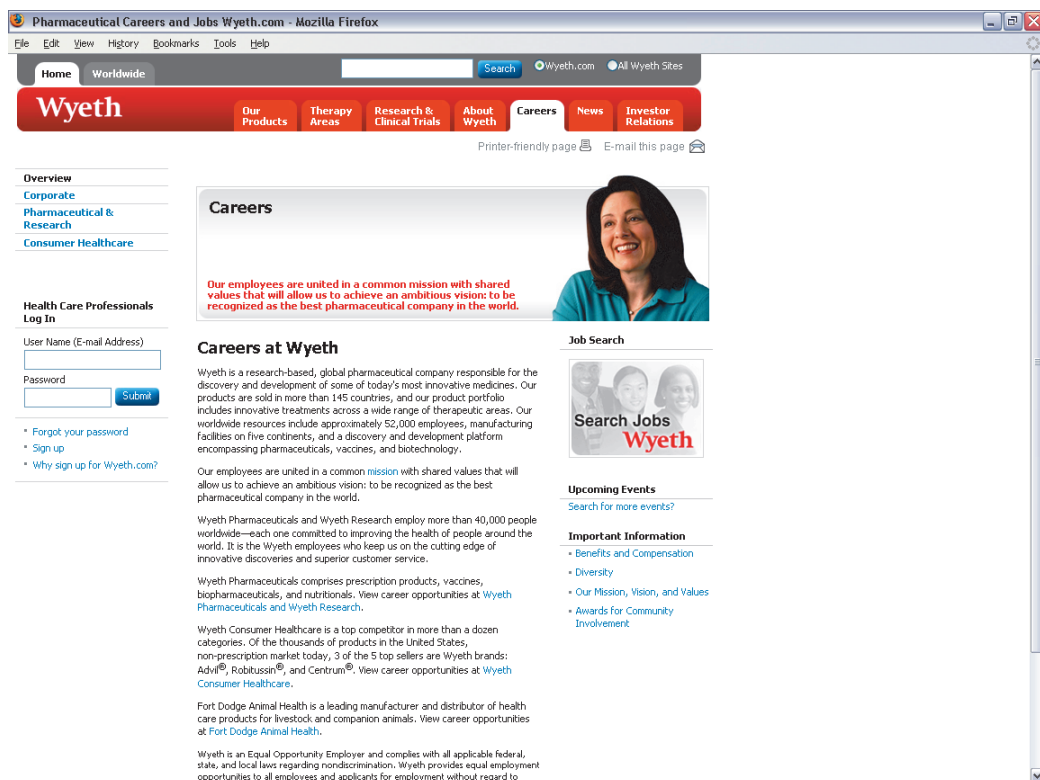 Pharmaceutical Careers and Jobs Wyeth.com - Mozilla Firefox
File Edit View History Bookmarks Tools Help
Home Worldwide Search Wyeth.com All Wyeth Sites
Wyeth
Our Products
Therapy Areas
Research & Clinical Trials
About Wyeth
Careers
News
Investor Relations
Printer-friendly page E-mail this page
Overview
Corporate
Pharmaceutical &
Research
Consumer Healthcare
Health Care Professionals
Log In
User Name (E-mail Address)
Password
Submit
Forgot your password
Sign up
Why sign up for Wyeth.com?
Careers
Our employees are united in a common mission with shared
values that will allow us to achieve an ambitious vision: to be
recognized as the best pharmaceutical company in the world.
Careers at Wyeth
Wyeth is a research-based, global pharmaceutical company responsible for the
discovery and development of some of today's most innovative medicines. Our
products are sold in more than 145 countries, and our product portfolio
includes innovative treatments across a wide range of therapeutic areas. Our
worldwide resources include approximately 52,000 employees, manufacturing
facilities on five continents, and a discovery and development platform
encompassing pharmaceuticals, vaccines, and biotechnology.
Our employees are united in a common mission with shared values that will
allow us to achieve an ambitious vision: to be recognized as the best
pharmaceutical company in the world.
Wyeth Pharmaceuticals and Wyeth Research employ more than 40,000 people
worldwide—each one committed to improving the health of people around the
world. It is the Wyeth employees who keep us on the cutting edge of
innovative discoveries and superior customer service.
Wyeth Pharmaceuticals comprises prescription products, vaccines,
biopharmaceuticals, and nutritionals. View career opportunities at Wyeth
Pharmaceuticals and Wyeth Research.
Wyeth Consumer Healthcare is a top competitor in more than a dozen
categories. Of the thousands of products in the United States,
non-prescription market today, 3 of the 5 top sellers are Wyeth brands:
Advil®, Robitussin®, and Centrum®. View career opportunities at Wyeth
Consumer Healthcare.
Fort Dodge Animal Health is a leading manufacturer and distributor of health
care products for livestock and companion animals. View career opportunities
at Fort Dodge Animal Health.
Wyeth is an Equal Opportunity Employer and complies with all applicable federal,
state, and local laws regarding nondiscrimination. Wyeth provides equal employment
opportunities to all employees and applicants for employment without regard to
Job Search
Search Jobs
Wyeth
Upcoming Events
Search for more events?
Important Information
Benefits and Compensation
Diversity
Our Mission, Vision, and Values
Awards for Community
Involvement